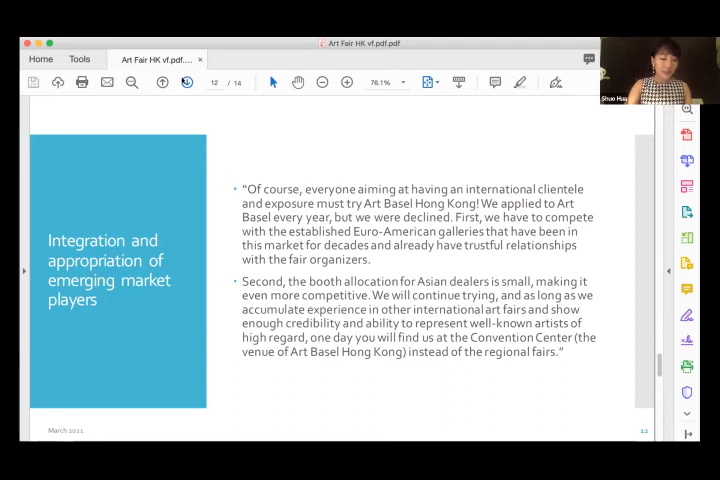 Art Fair HK vf.pdf.pdf
Home
Tools
Art Fair HK vf.pdf.... ×
12 / 14
76.1%
Shuo Hua
Integration and
appropriation of
emerging market
players
• “Of course, everyone aiming at having an international clientele
and exposure must try Art Basel Hong Kong! We applied to Art
Basel every year, but we were declined. First, we have to compete
with the established Euro-American galleries that have been in
this market for decades and already have trustful relationships
with the fair organizers.
• Second, the booth allocation for Asian dealers is small, making it
even more competitive. We will continue trying, and as long as we
accumulate experience in other international art fairs and show
enough credibility and ability to represent well-known artists of
high regard, one day you will find us at the Convention Center (the
venue of Art Basel Hong Kong) instead of the regional fairs.”
March 2021
12